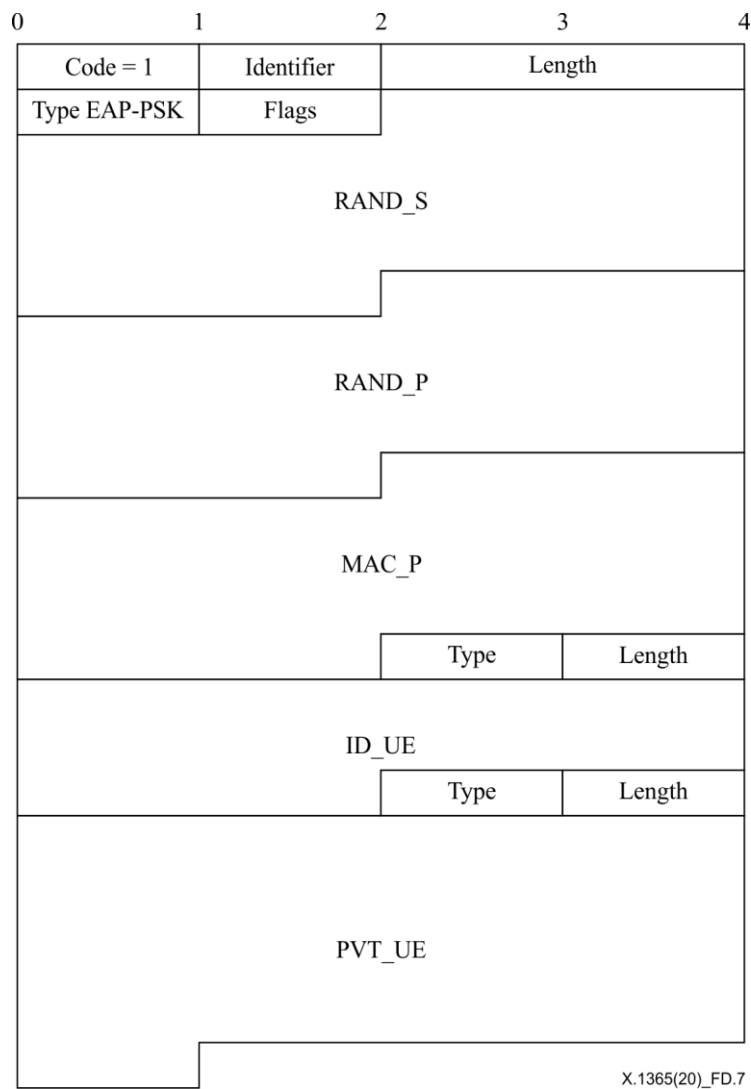 0 1 2 3 4
Code = 1 Identifier Length
Type EAP-PSK Flags
RAND_S
RAND_P
MAC_P
Type Length
ID_UE
Type Length
PVT_UE
X.1365(20)_FD.7